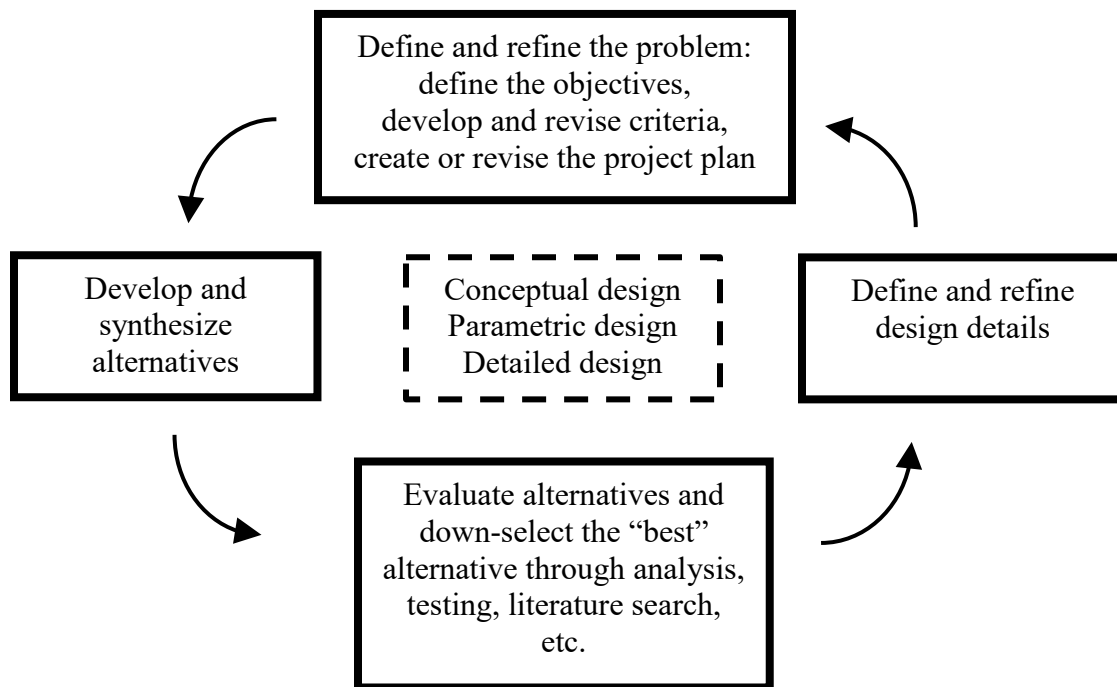 Define and refine the problem:
define the objectives,
develop and revise criteria,
create or revise the project plan
Develop and
synthesize
alternatives
Conceptual design
Parametric design
Detailed design
Define and refine
design details
Evaluate alternatives and
down-select the “best”
alternative through analysis,
testing, literature search,
etc.